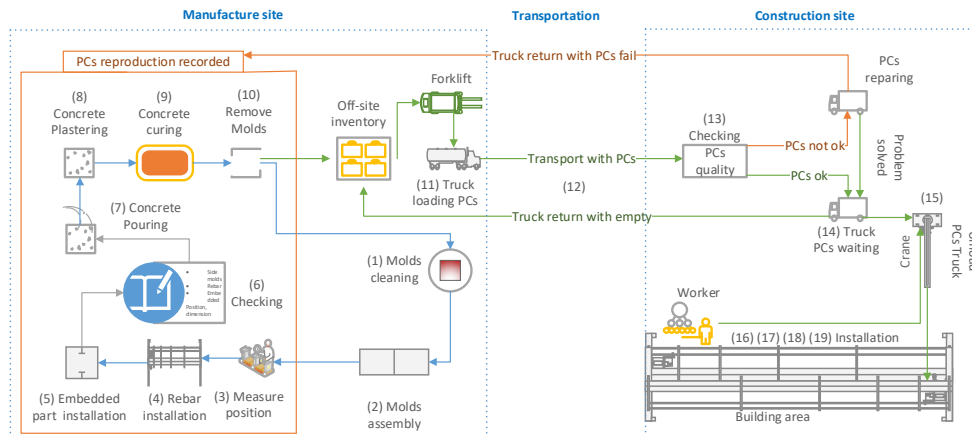 Manufacture site
Transportation
Construction site
Truck return with PCs fail
PCs reproduction recorded
PCs
reparing
(8)
Concrete
Plastering
(9)
Concrete
curing
(10)
Remove
Molds
Off-site
inventory
Forklift
(13)
Checking
PCs
quality
PCs not ok
PCs ok
Problem
solved
Transport with PCs
(11) Truck
loading PCs
(12)
Truck return with empty
(14) Truck
PCs waiting
(15)
PCs Truck
Crane
(7) Concrete
Pouring
(1) Molds
cleaning
(6)
Checking
Side
molds
Rebar
Embe
dded
Position,
dimension
Worker
(16) (17) (18) (19) Installation
(5) Embedded
part installation
(4) Rebar
installation
(3) Measure
position
(2) Molds
assembly
Building area